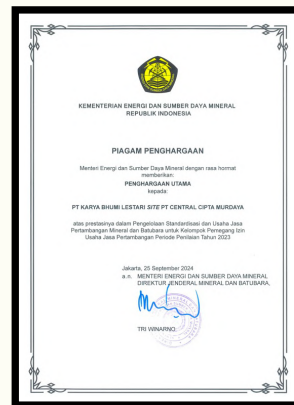 KEMENTERIAN ENERGI DAN SUMBER DAYA MINERAL
REPUBLIK INDONESIA
PIAGAM PENGHARGAAN
Menteri Energi dan Sumber Daya Mineral dengan rasa hormat
memberikan:
PENGHARGAAN UTAMA
kepada:
PT KARYA BHUMI LESTARI SITE PT CENTRAL CIPTA MURDAYA
atas prestasinya dalam Pengelolaan Standardisasi dan Usaha Jasa
Pertambangan Mineral dan Batubara untuk Kelompok Pemegang Izin
Usaha Jasa Pertambangan Periode Penilaian Tahun 2023
Jakarta, 25 September 2024
a.n. MENTERI ENERGI DAN SUMBER DAYA MINERAL
DIREKTUR JENDERAL MINERAL DAN BATUBARA,
TRI WINARNO